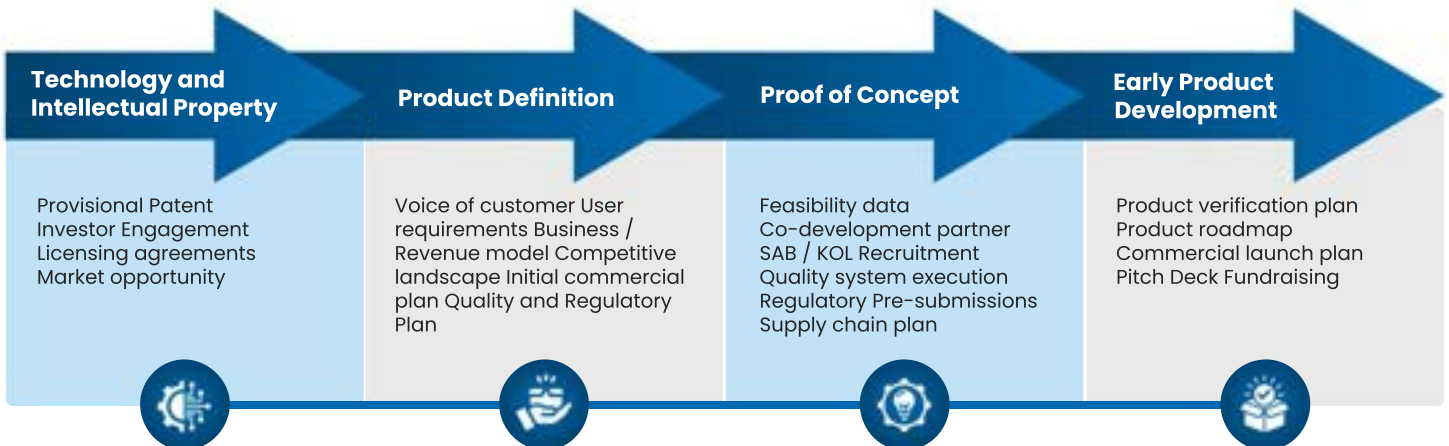 Technology and
Intellectual Property
Provisional Patent
Investor Engagement
Licensing agreements
Market opportunity
Product Definition
Voice of customer User
requirements Business /
Revenue model Competitive
landscape Initial commercial
plan Quality and Regulatory
Plan
Proof of Concept
Feasibility data
Co-development partner
SAB / KOL Recruitment
Quality system execution
Regulatory Pre-submissions
Supply chain plan
Early Product
Development
Product verification plan
Product roadmap
Commercial launch plan
Pitch Deck Fundraising